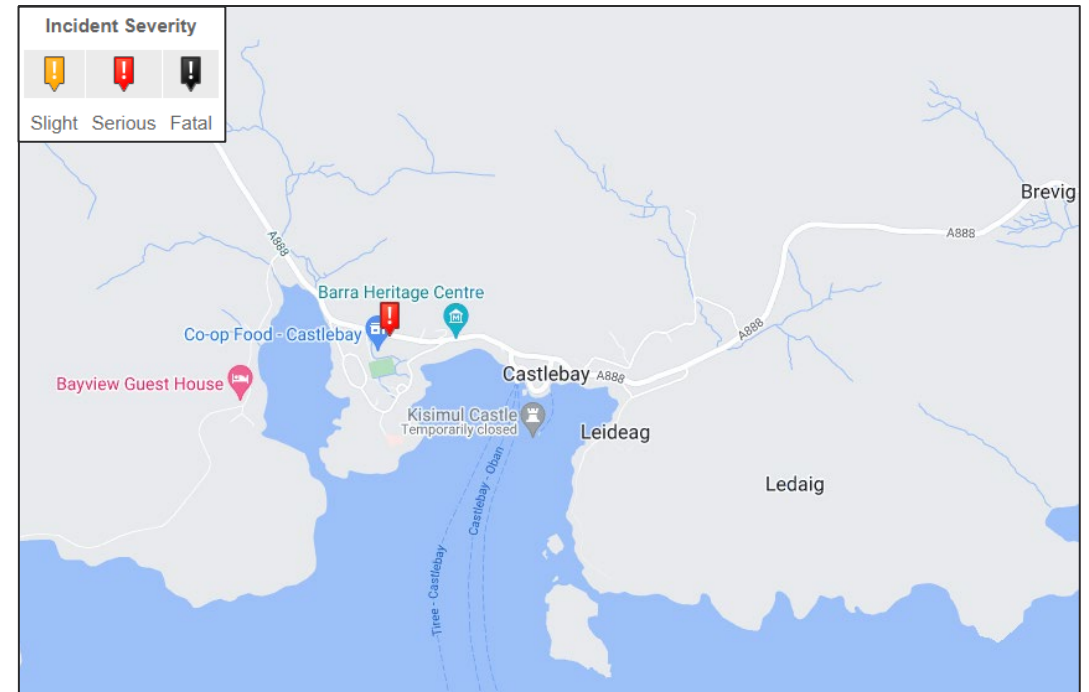 Incident Severity
!
!
!
Slight Serious Fatal
Brevig
A888
A888
Barra Heritage Centre
M
!
Co-op Food - Castlebay
A888
Bayview Guest House
Castlebay
A888
Kisimul Castle
Temporarily closed
Leideag
Ledaig
Castlebay - Oban
Tiree - Castlebay